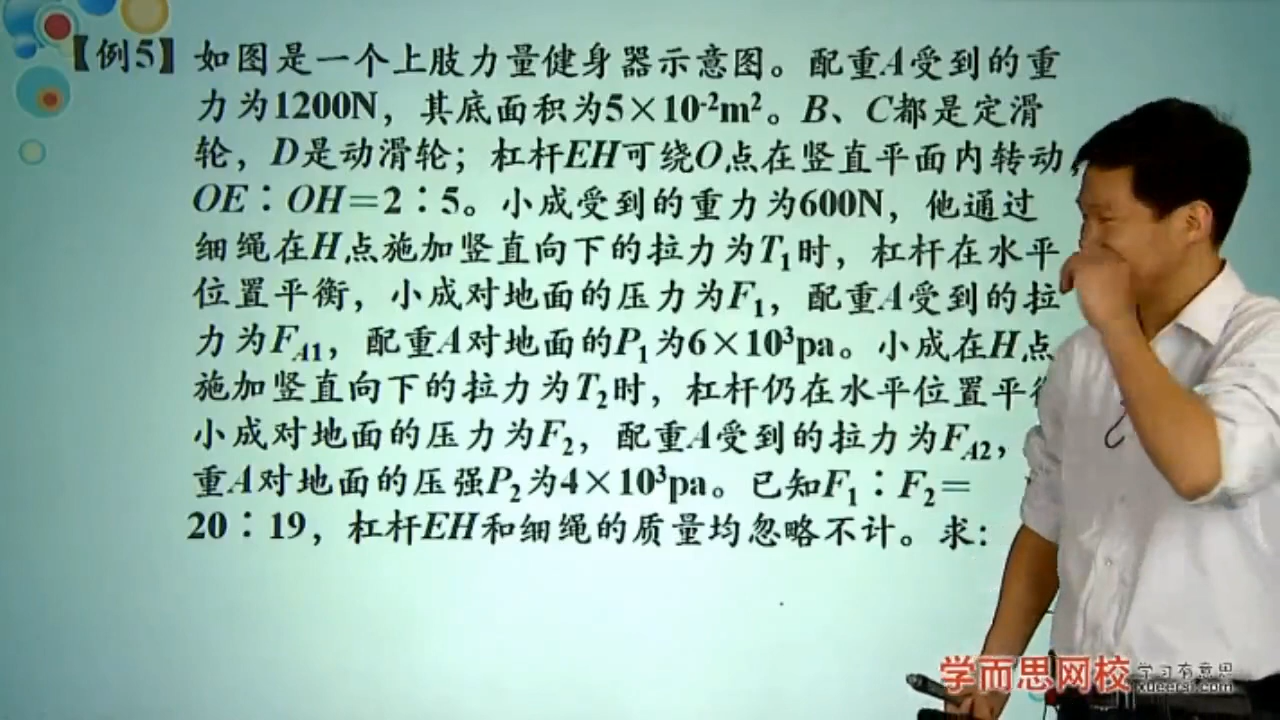 【例5】如图是一个上肢力量健身器示意图。配重A受到的重
力为1200N，其底面积为5×10-2m2。B、C都是定滑
轮，D是动滑轮；杠杆EH可绕O点在竖直平面内转动，
OE∶OH=2∶5。小成受到的重力为600N，他通过
细绳在H点施加竖直向下的拉力为T1时，杠杆在水平
位置平衡，小成对地面的压力为F1，配重A受到的拉
力为FA1，配重A对地面的P1为6×103pa。小成在H点
施加竖直向下的拉力为T2时，杠杆仍在水平位置平
小成对地面的压力为F2，配重A受到的拉力为FA2，
重A对地面的压强P2为4×103pa。已知F1∶F2=
20∶19，杠杆EH和细绳的质量均忽略不计。求：
学而思网校 学习有意思
xueersi.com